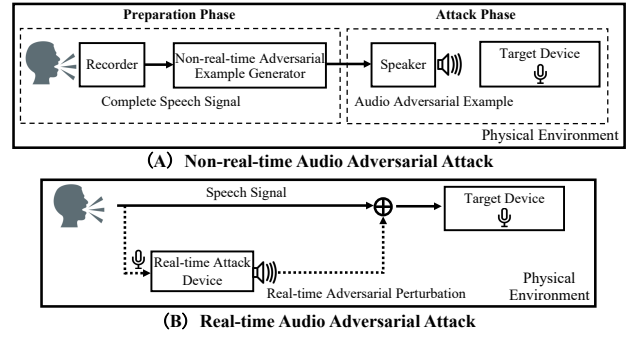 Preparation Phase
Attack Phase
Recorder
Non-real-time Adversarial
Example Generator
Speaker
Target Device
Complete Speech Signal
Audio Adversarial Example
Physical Environment
(A) Non-real-time Audio Adversarial Attack
Speech Signal
Target Device
Real-time Attack
Device
Real-time Adversarial Perturbation
Physical
Environment
(B) Real-time Audio Adversarial Attack